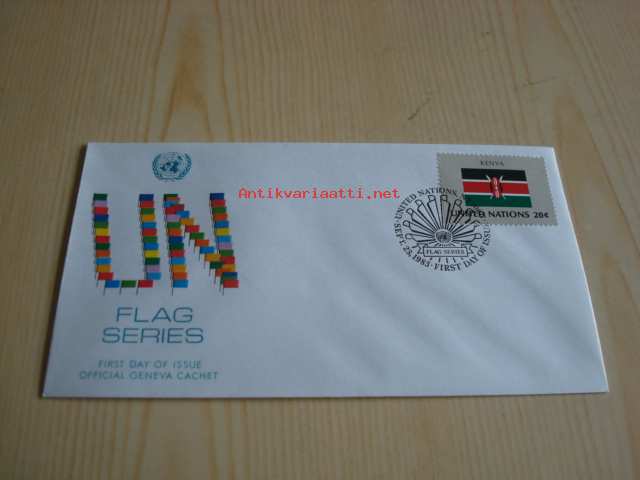 Antikvariaatti.net
KENYA
UNITED NATIONS 20¢
UNITED NATIONS
FLAG SERIES
SEPT. 23, 1983 · FIRST DAY OF ISSUE
UN
FLAG
SERIES
FIRST DAY OF ISSUE
OFFICIAL GENEVA CACHET